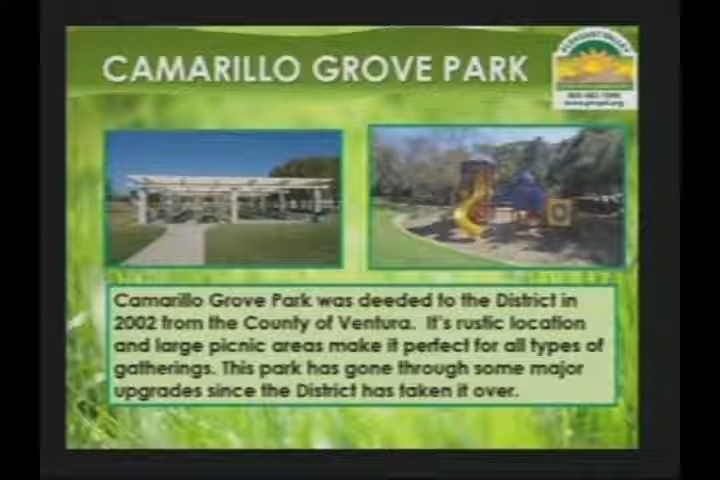 CAMARILLO GROVE PARK
PLEASANT VALLEY
Camarillo Grove Park was deeded to the District in
2002 from the County of Ventura. It's rustic location
and large picnic areas make it perfect for all types of
gatherings. This park has gone through some major
upgrades since the District has taken it over.